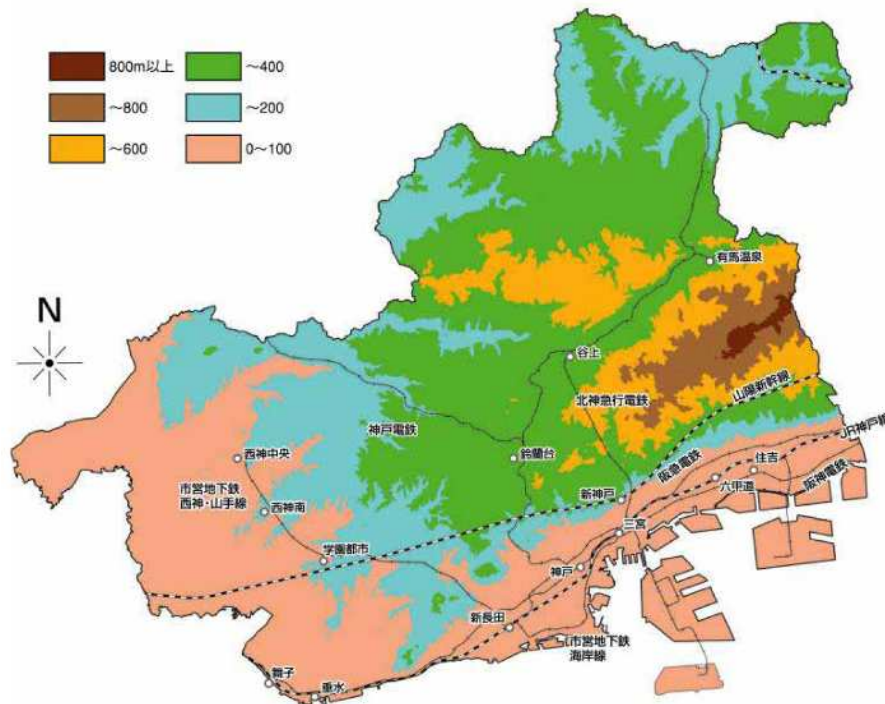 800m以上
～400
～800
～200
～600
0～100
N
有馬温泉
谷上
山陽新幹線
北神急行電鉄
神戸電鉄
JR神戸線
西神中央
鈴蘭台
阪急電鉄
住吉
阪神電鉄
六甲道
市営地下鉄
西神・山手線
新神戸
西神南
三宮
学園都市
神戸
新長田
市営地下鉄
海岸線
舞子
垂水